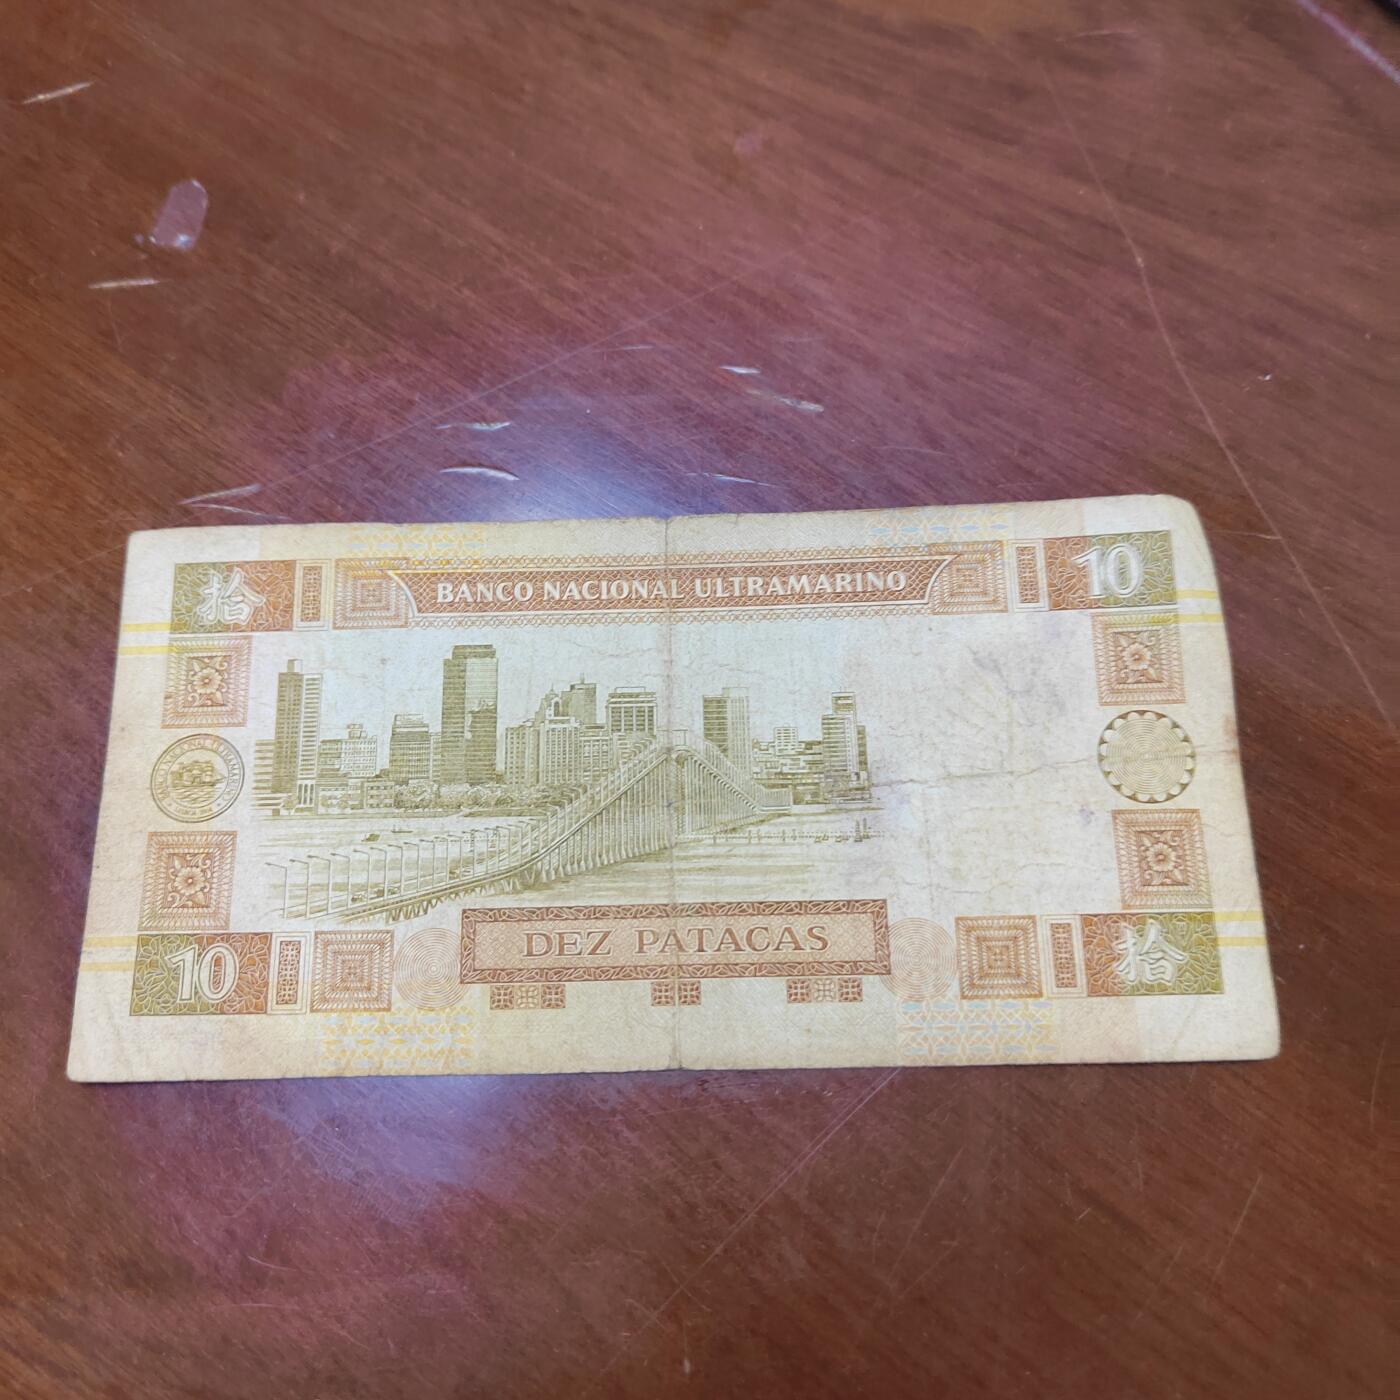 拾
BANCO NACIONAL ULTRAMARINO
10
10
DEZ PATACAS
拾